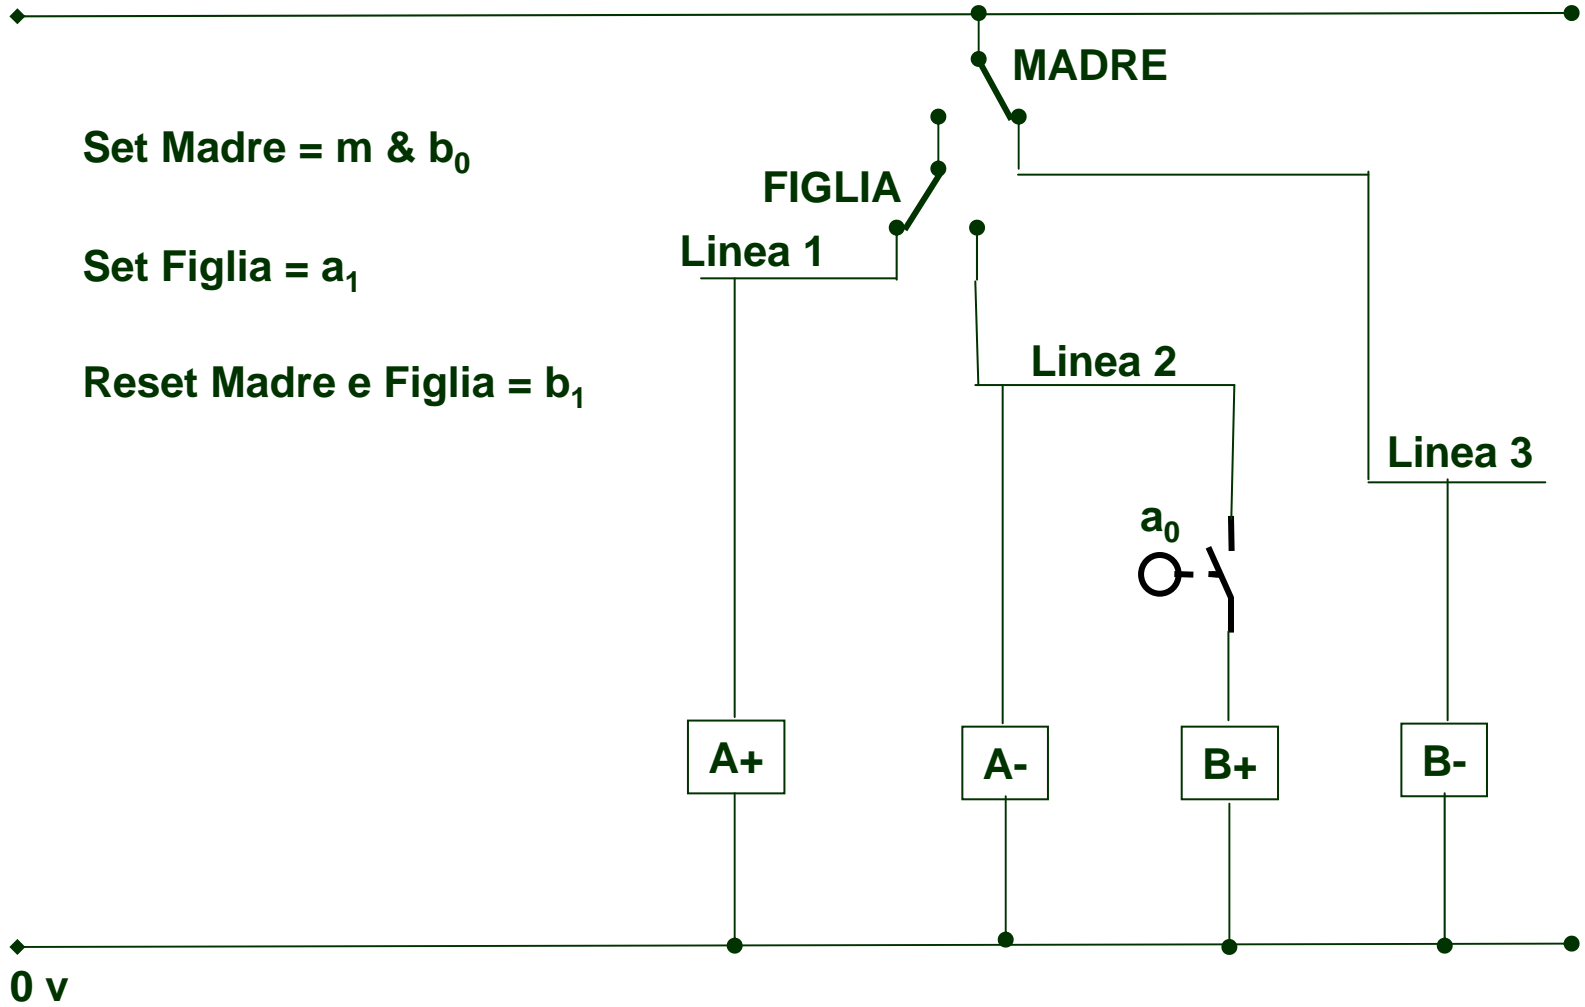 MADRE
Set Madre = m & b₀
FIGLIA
Linea 1
Set Figlia = a₁
Linea 2
Reset Madre e Figlia = b₁
Linea 3
a₀
A+
A-
B+
B-
0 v